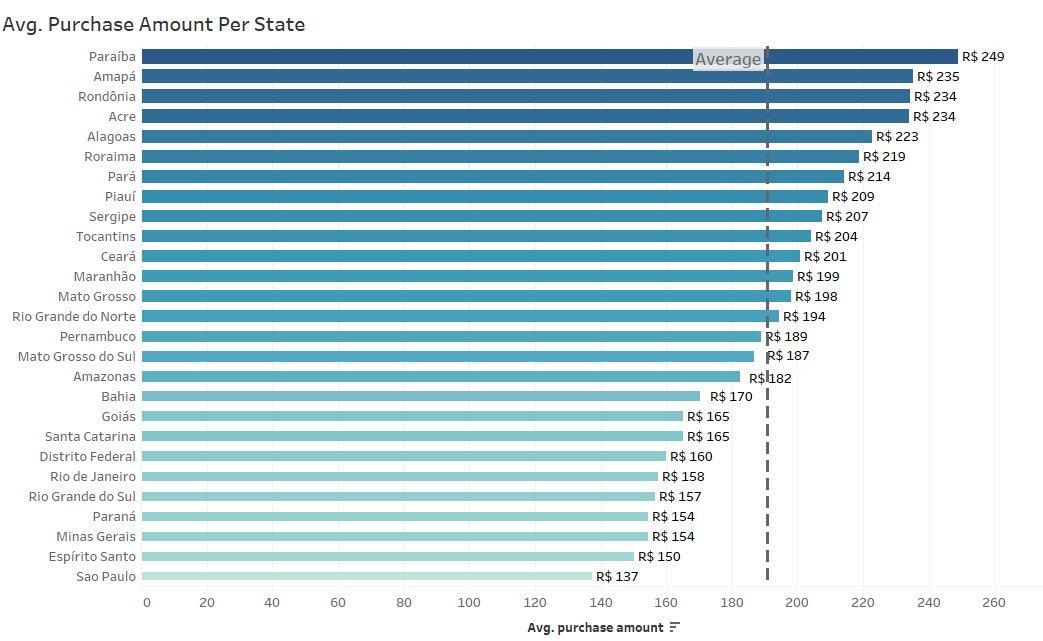 Avg. Purchase Amount Per State
Average
Paraíba R$ 249
Amapá R$ 235
Rondônia R$ 234
Acre R$ 234
Alagoas R$ 223
Roraima R$ 219
Pará R$ 214
Piauí R$ 209
Sergipe R$ 207
Tocantins R$ 204
Ceará R$ 201
Maranhão R$ 199
Mato Grosso R$ 198
Rio Grande do Norte R$ 194
Pernambuco R$ 189
Mato Grosso do Sul R$ 187
Amazonas R$ 182
Bahia R$ 170
Goiás R$ 165
Santa Catarina R$ 165
Distrito Federal R$ 160
Rio de Janeiro R$ 158
Rio Grande do Sul R$ 157
Paraná R$ 154
Minas Gerais R$ 154
Espírito Santo R$ 150
Sao Paulo R$ 137
0 20 40 60 80 100 120 140 160 180 200 220 240 260
Avg. purchase amount